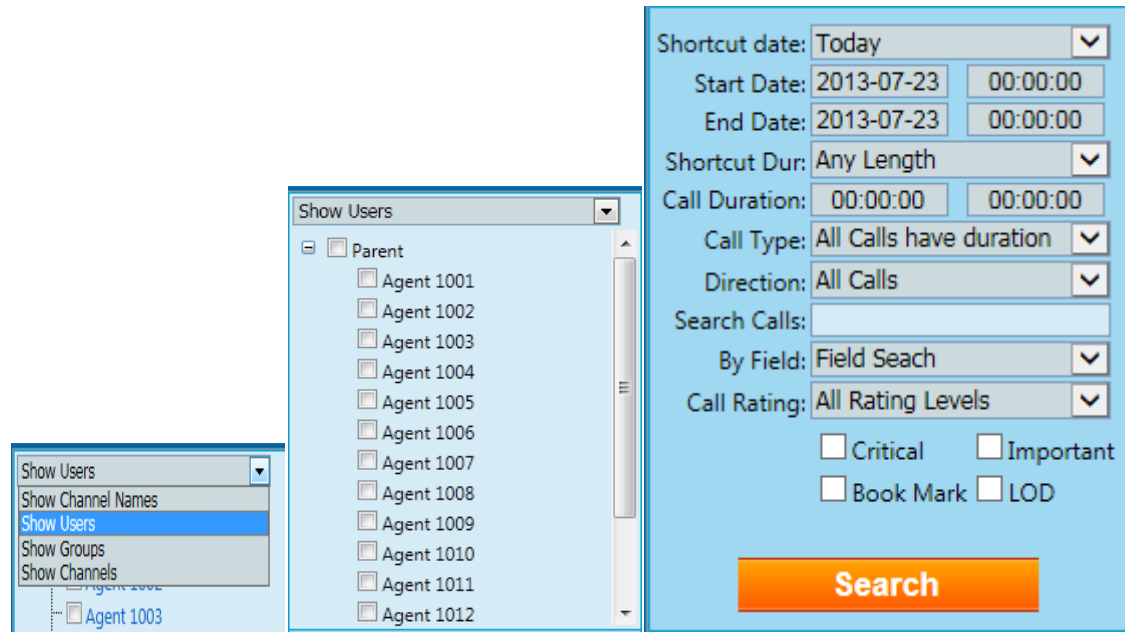 Show Users
Show Channel Names
Show Users
Show Groups
Show Channels
Agent 1003
Show Users
Parent
Agent 1001
Agent 1002
Agent 1003
Agent 1004
Agent 1005
Agent 1006
Agent 1007
Agent 1008
Agent 1009
Agent 1010
Agent 1011
Agent 1012
Shortcut date: Today
Start Date: 2013-07-23 00:00:00
End Date: 2013-07-23 00:00:00
Shortcut Dur: Any Length
Call Duration: 00:00:00 00:00:00
Call Type: All Calls have duration
Direction: All Calls
Search Calls:
By Field: Field Seach
Call Rating: All Rating Levels
Critical Important
Book Mark LOD
Search